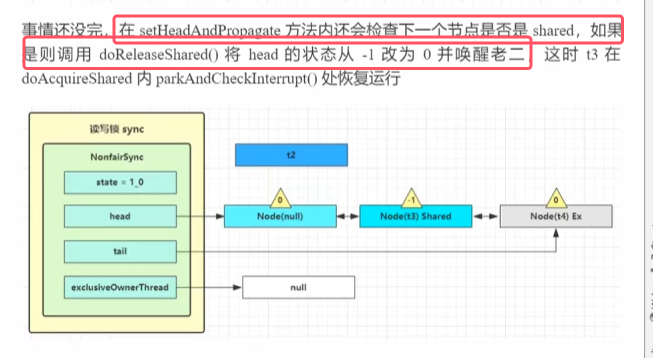 事情还没完，在 setHeadAndPropagate 方法内还会检查下一个节点是否是 shared，如果
是则调用 doReleaseShared() 将 head 的状态从 -1 改为 0 并唤醒老二，这时 t3 在
doAcquireShared 内 parkAndCheckInterrupt() 处恢复运行
读写锁 sync
NonfairSync
t2
state = 1_0
0
-1
0
head
Node(null)
Node(t3) Shared
Node(t4) Ex
tail
exclusiveOwnerThread
null